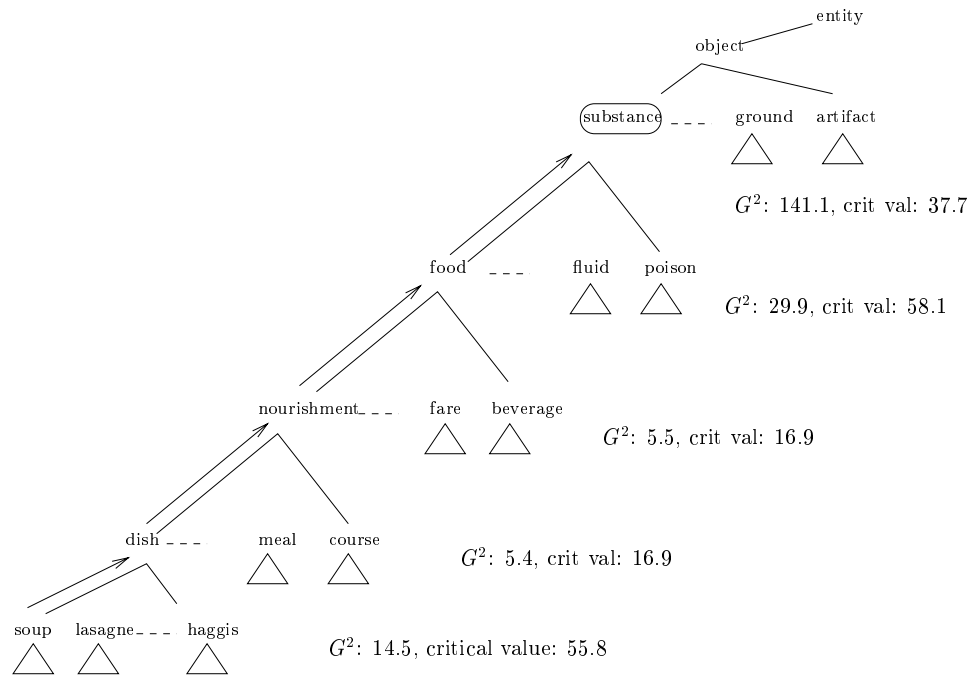 entity
object
substance ground artifact
G²: 141.1, crit val: 37.7
food fluid poison
G²: 29.9, crit val: 58.1
nourishment fare beverage
G²: 5.5, crit val: 16.9
dish meal course
G²: 5.4, crit val: 16.9
soup lasagne haggis
G²: 14.5, critical value: 55.8